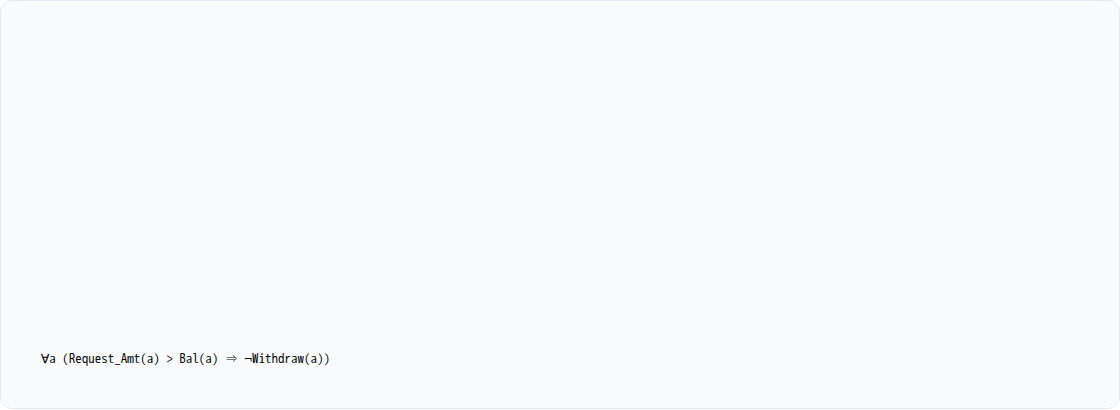 ∀a (Request_Amt(a) > Bal(a) ⇒ ¬Withdraw(a))